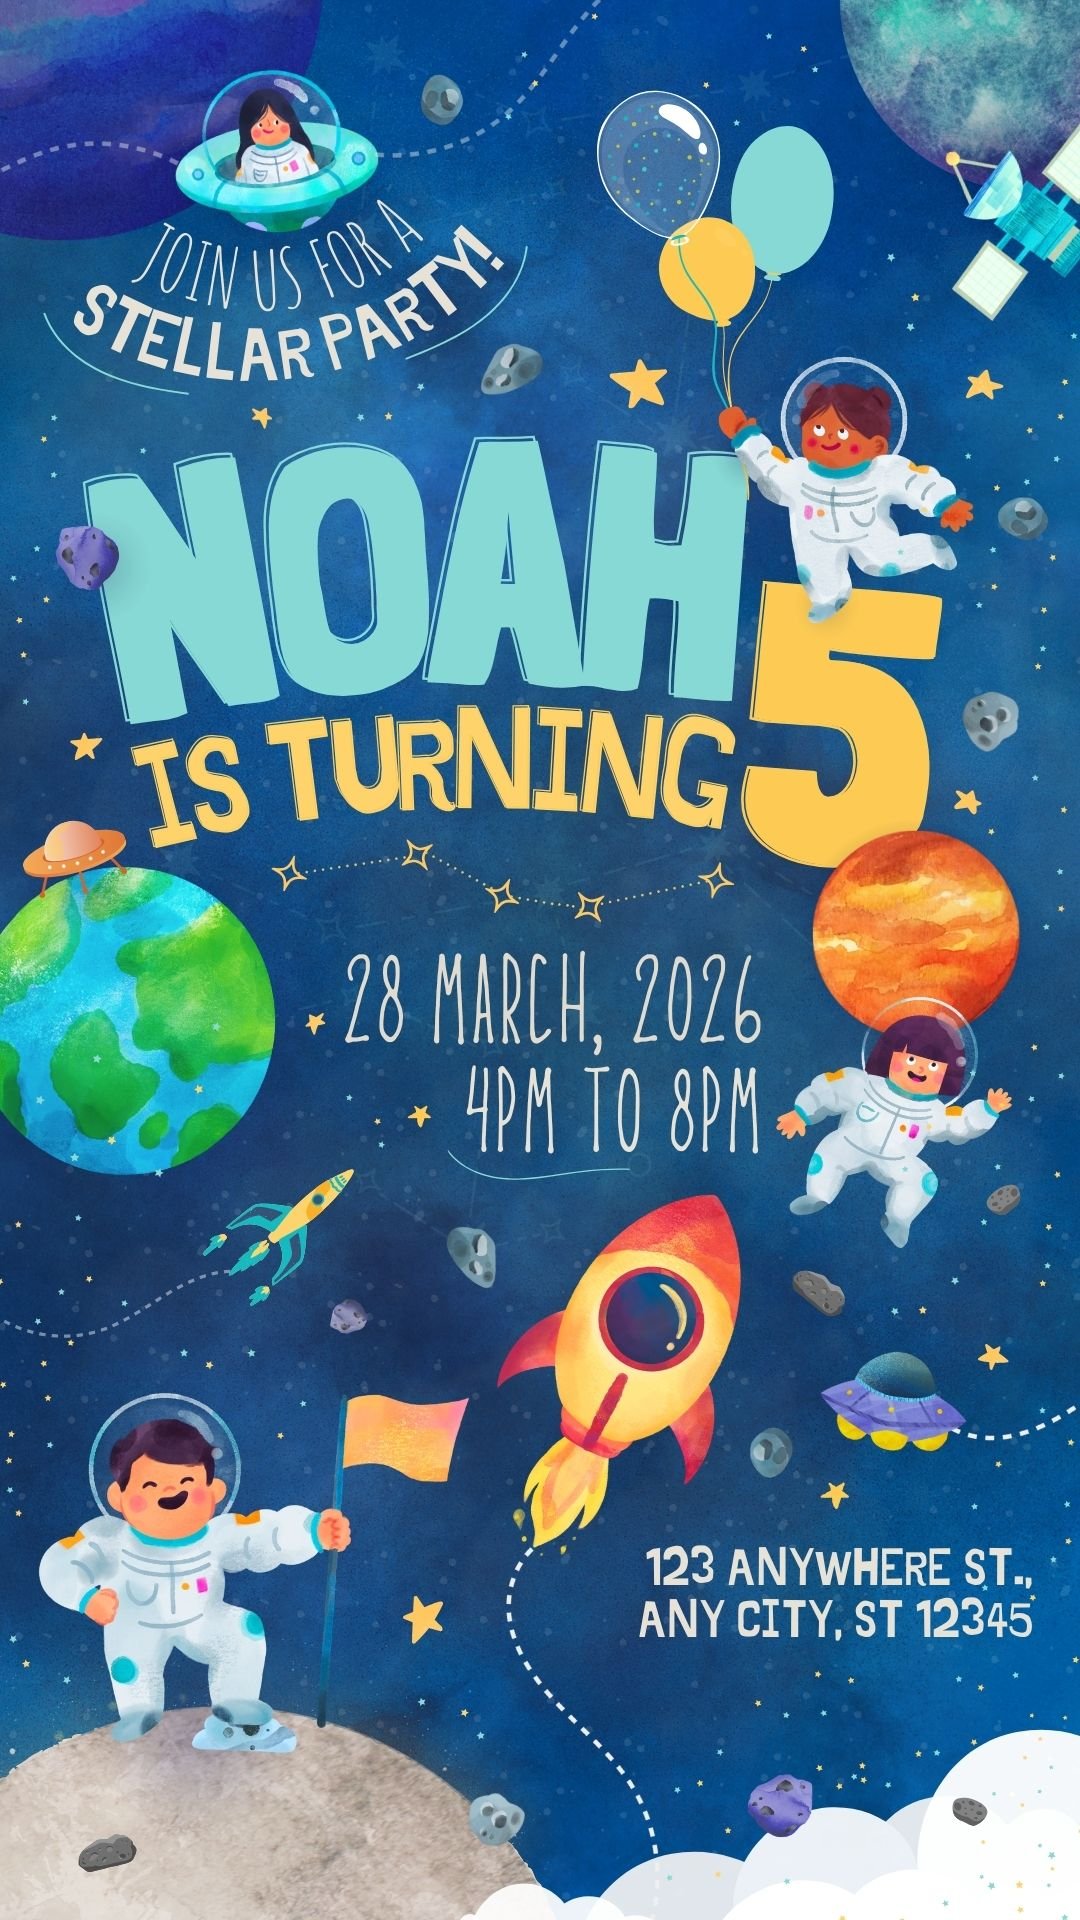 JOIN US FOR A
STELLAR PARTY!
NOAH
IS TURNING
5
28 MARCH, 2026
4PM TO 8PM
123 ANYWHERE ST.,
ANY CITY, ST 12345